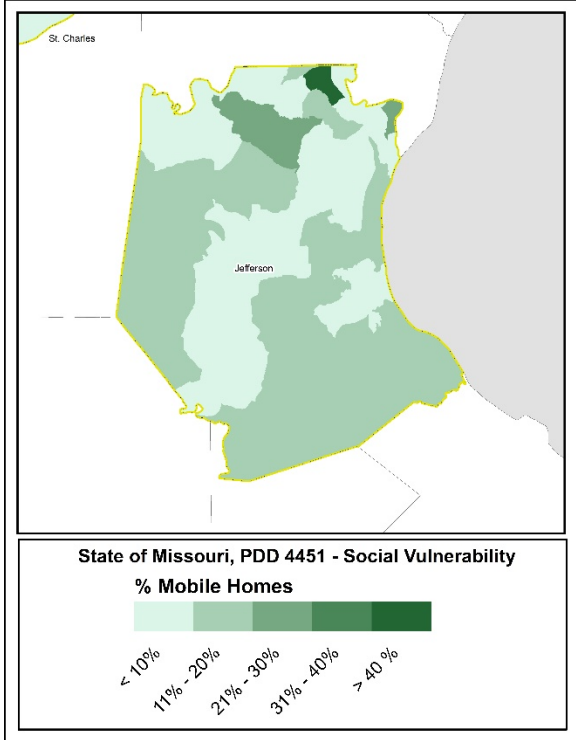 St. Charles
Jefferson
State of Missouri, PDD 4451 - Social Vulnerability
% Mobile Homes
< 10%
11% - 20%
21% - 30%
31% - 40%
> 40 %